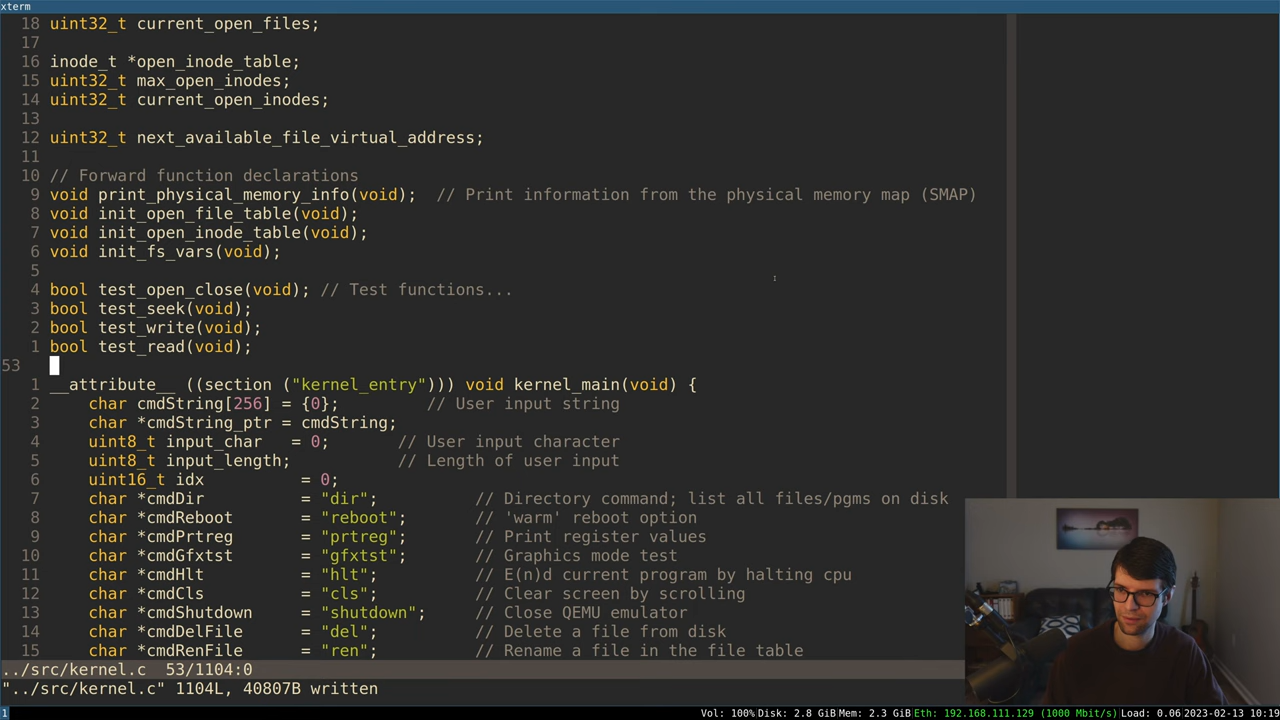 xterm
18 uint32_t current_open_files;
17
16 inode_t *open_inode_table;
15 uint32_t max_open_inodes;
14 uint32_t current_open_inodes;
13
12 uint32_t next_available_file_virtual_address;
11
10 // Forward function declarations
9 void print_physical_memory_info(void);  // Print information from the physical memory map (SMAP)
8 void init_open_file_table(void);
7 void init_open_inode_table(void);
6 void init_fs_vars(void);
5
4 bool test_open_close(void); // Test functions...
3 bool test_seek(void);
2 bool test_write(void);
1 bool test_read(void);
53
1 __attribute__ ((section ("kernel_entry"))) void kernel_main(void) {
2     char cmdString[256] = {0};         // User input string
3     char *cmdString_ptr = cmdString;
4     uint8_t input_char   = 0;       // User input character
5     uint8_t input_length;           // Length of user input
6     uint16_t idx          = 0;
7     char *cmdDir          = "dir";          // Directory command; list all files/pgms on disk
8     char *cmdReboot       = "reboot";       // 'warm' reboot option
9     char *cmdPrtreg       = "prtreg";       // Print register values
10     char *cmdGfxtst       = "gfxtst";       // Graphics mode test
11     char *cmdHlt          = "hlt";          // E(n)d current program by halting cpu
12     char *cmdCls          = "cls";          // Clear screen by scrolling
13     char *cmdShutdown     = "shutdown";     // Close QEMU emulator
14     char *cmdDelFile      = "del";          // Delete a file from disk
15     char *cmdRenFile      = "ren";          // Rename a file in the file table
../src/kernel.c  53/1104:0
"../src/kernel.c" 1104L, 40807B written
1 Vol: 100% Disk: 2.8 GiB Mem: 2.3 GiB Eth: 192.168.111.129 (1000 Mbit/s) Load: 0.06 2023-02-13 10:19